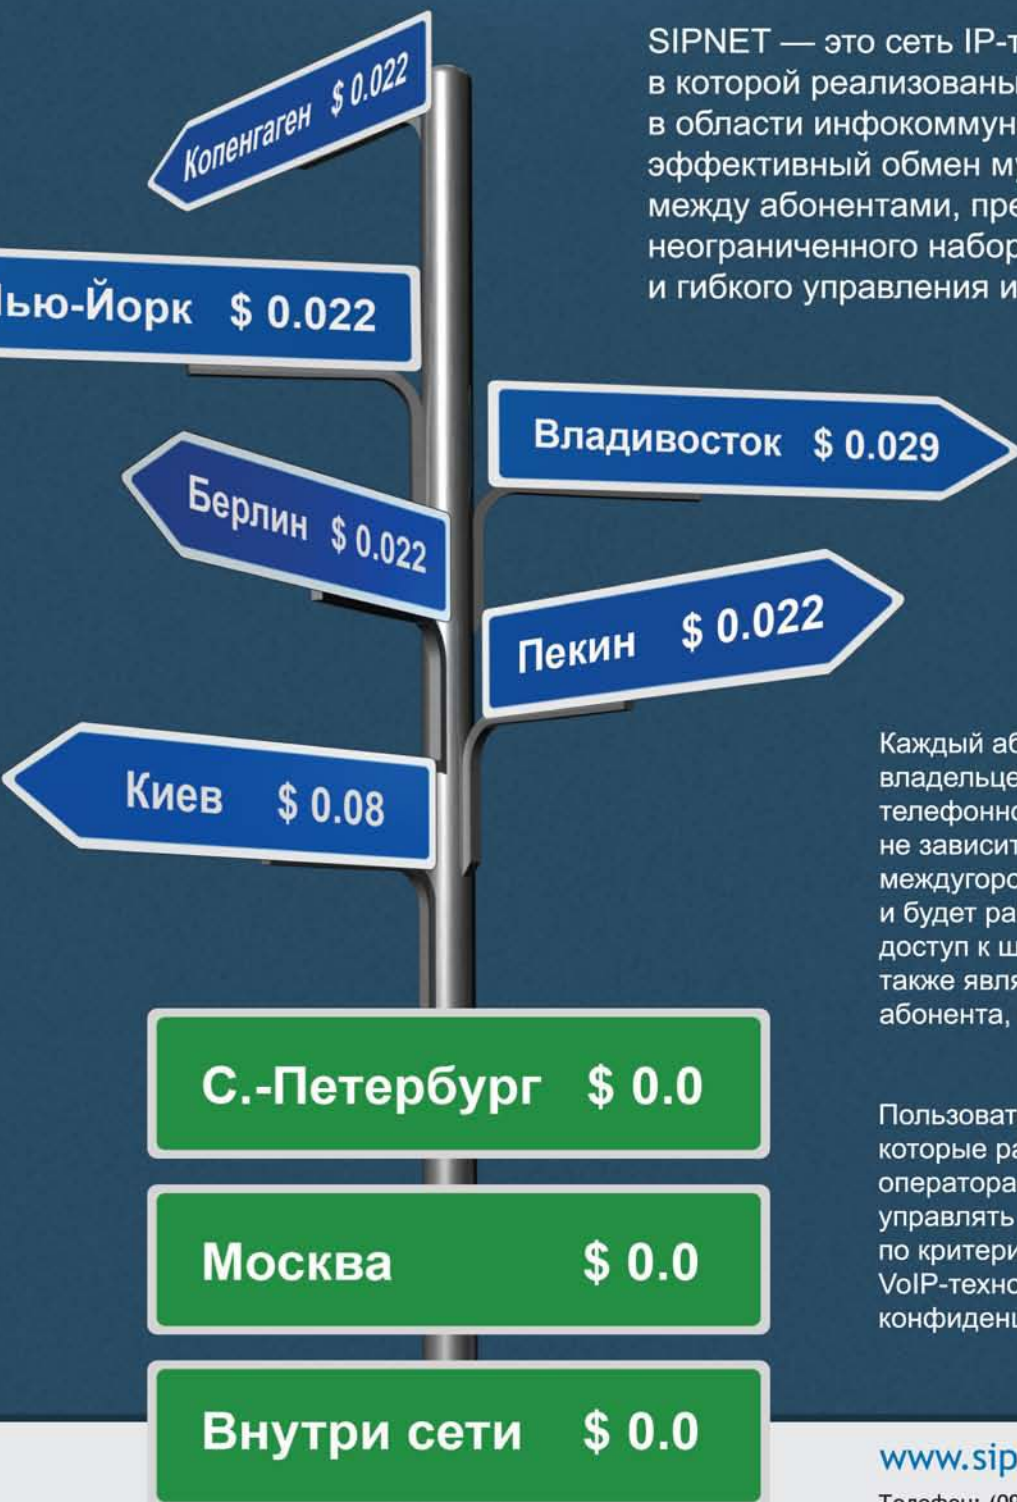 SIPNET — это сеть IP-т
в которой реализованы
в области инфокоммун
эффективный обмен му
между абонентами, пре
неограниченного набор
и гибкого управления и
Копенгаген $ 0.022
ью-Йорк $ 0.022
Владивосток $ 0.029
Берлин $ 0.022
Пекин $ 0.022
Киев $ 0.08
Каждый аб
владельце
телефонно
не зависит
междугоро
и будет ра
доступ к ш
также явля
абонента,
С.-Петербург $ 0.0
Пользоват
которые ра
оператора
управлять
по критери
VoIP-техно
конфиденц
Москва $ 0.0
Внутри сети $ 0.0
www.sip